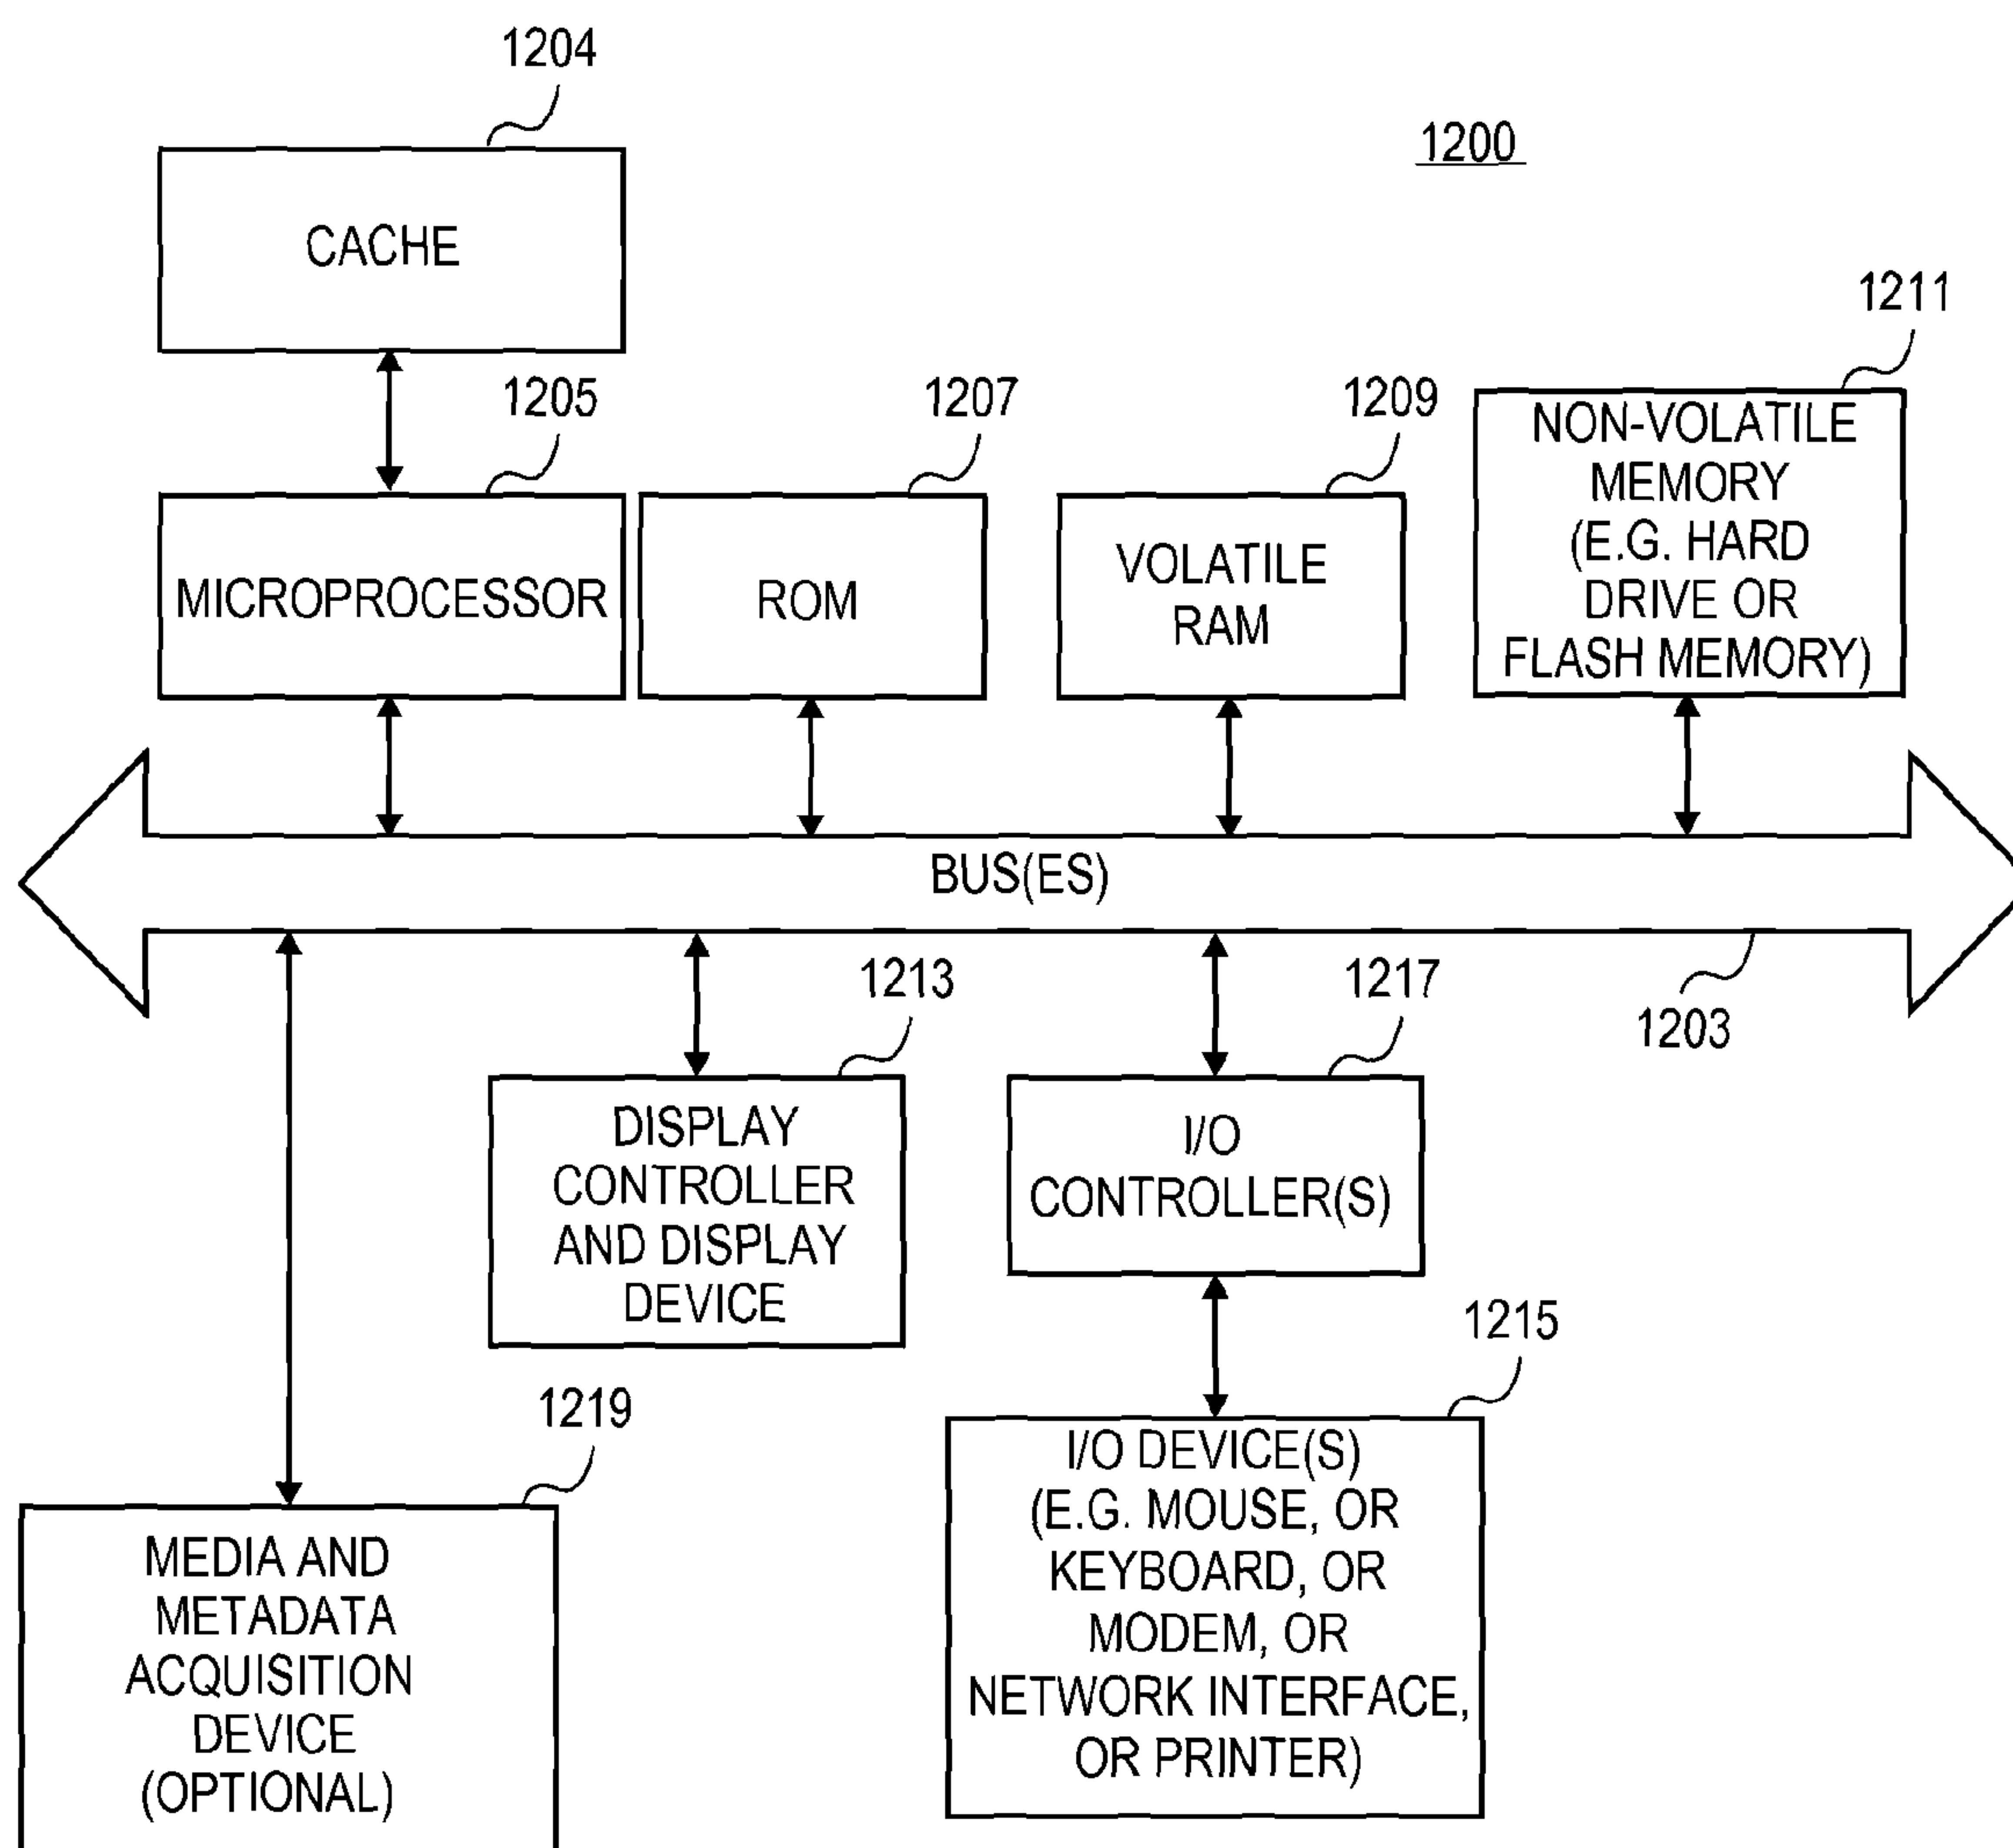 1204
1200
CACHE
1211
1205
1207
1209
NON-VOLATILE
MEMORY
(E.G. HARD
DRIVE OR
FLASH MEMORY)
MICROPROCESSOR
ROM
VOLATILE
RAM
BUS(ES)
1203
1213
1217
DISPLAY
CONTROLLER
AND DISPLAY
DEVICE
I/O
CONTROLLER(S)
1219
1215
MEDIA AND
METADATA
ACQUISITION
DEVICE
(OPTIONAL)
I/O DEVICE(S)
(E.G. MOUSE, OR
KEYBOARD, OR
MODEM, OR
NETWORK INTERFACE,
OR PRINTER)